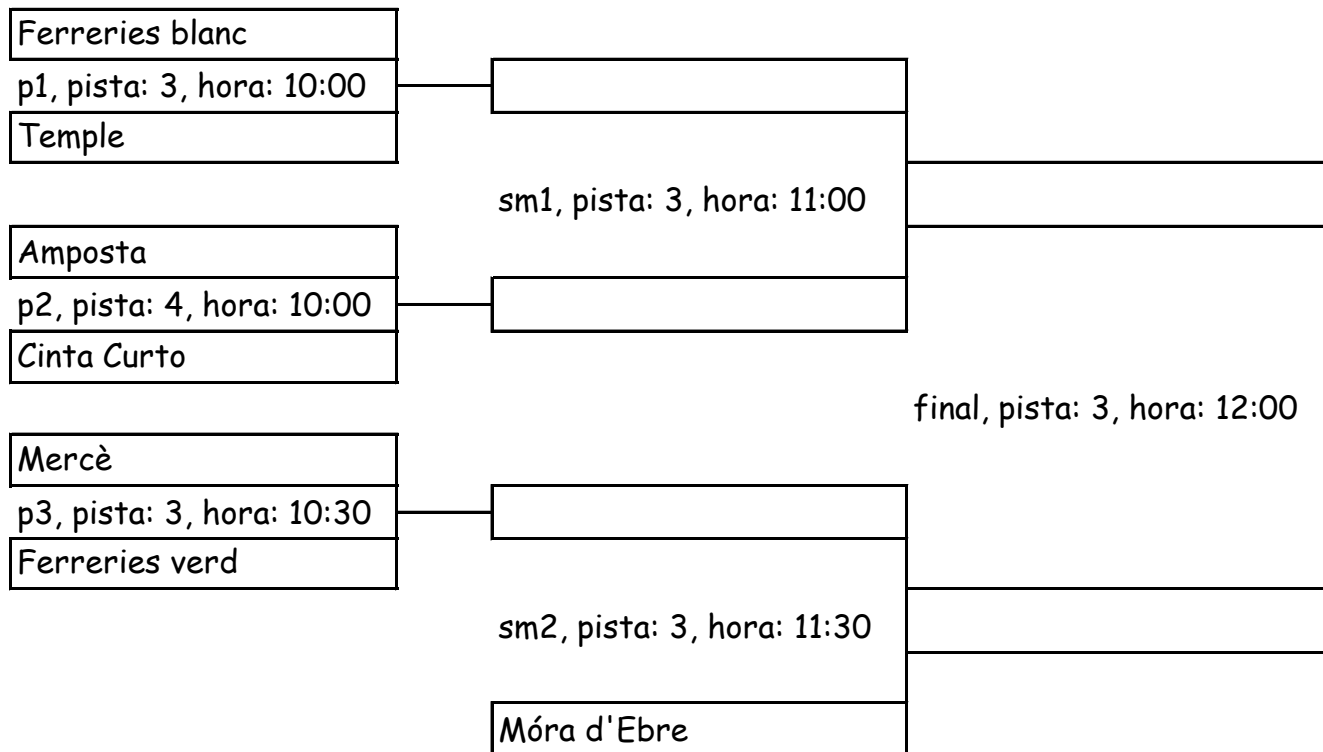 Ferreries blanc
p1, pista: 3, hora: 10:00
Temple
sm1, pista: 3, hora: 11:00
Amposta
p2, pista: 4, hora: 10:00
Cinta Curto
final, pista: 3, hora: 12:00
Mercè
p3, pista: 3, hora: 10:30
Ferreries verd
sm2, pista: 3, hora: 11:30
Móra d'Ebre